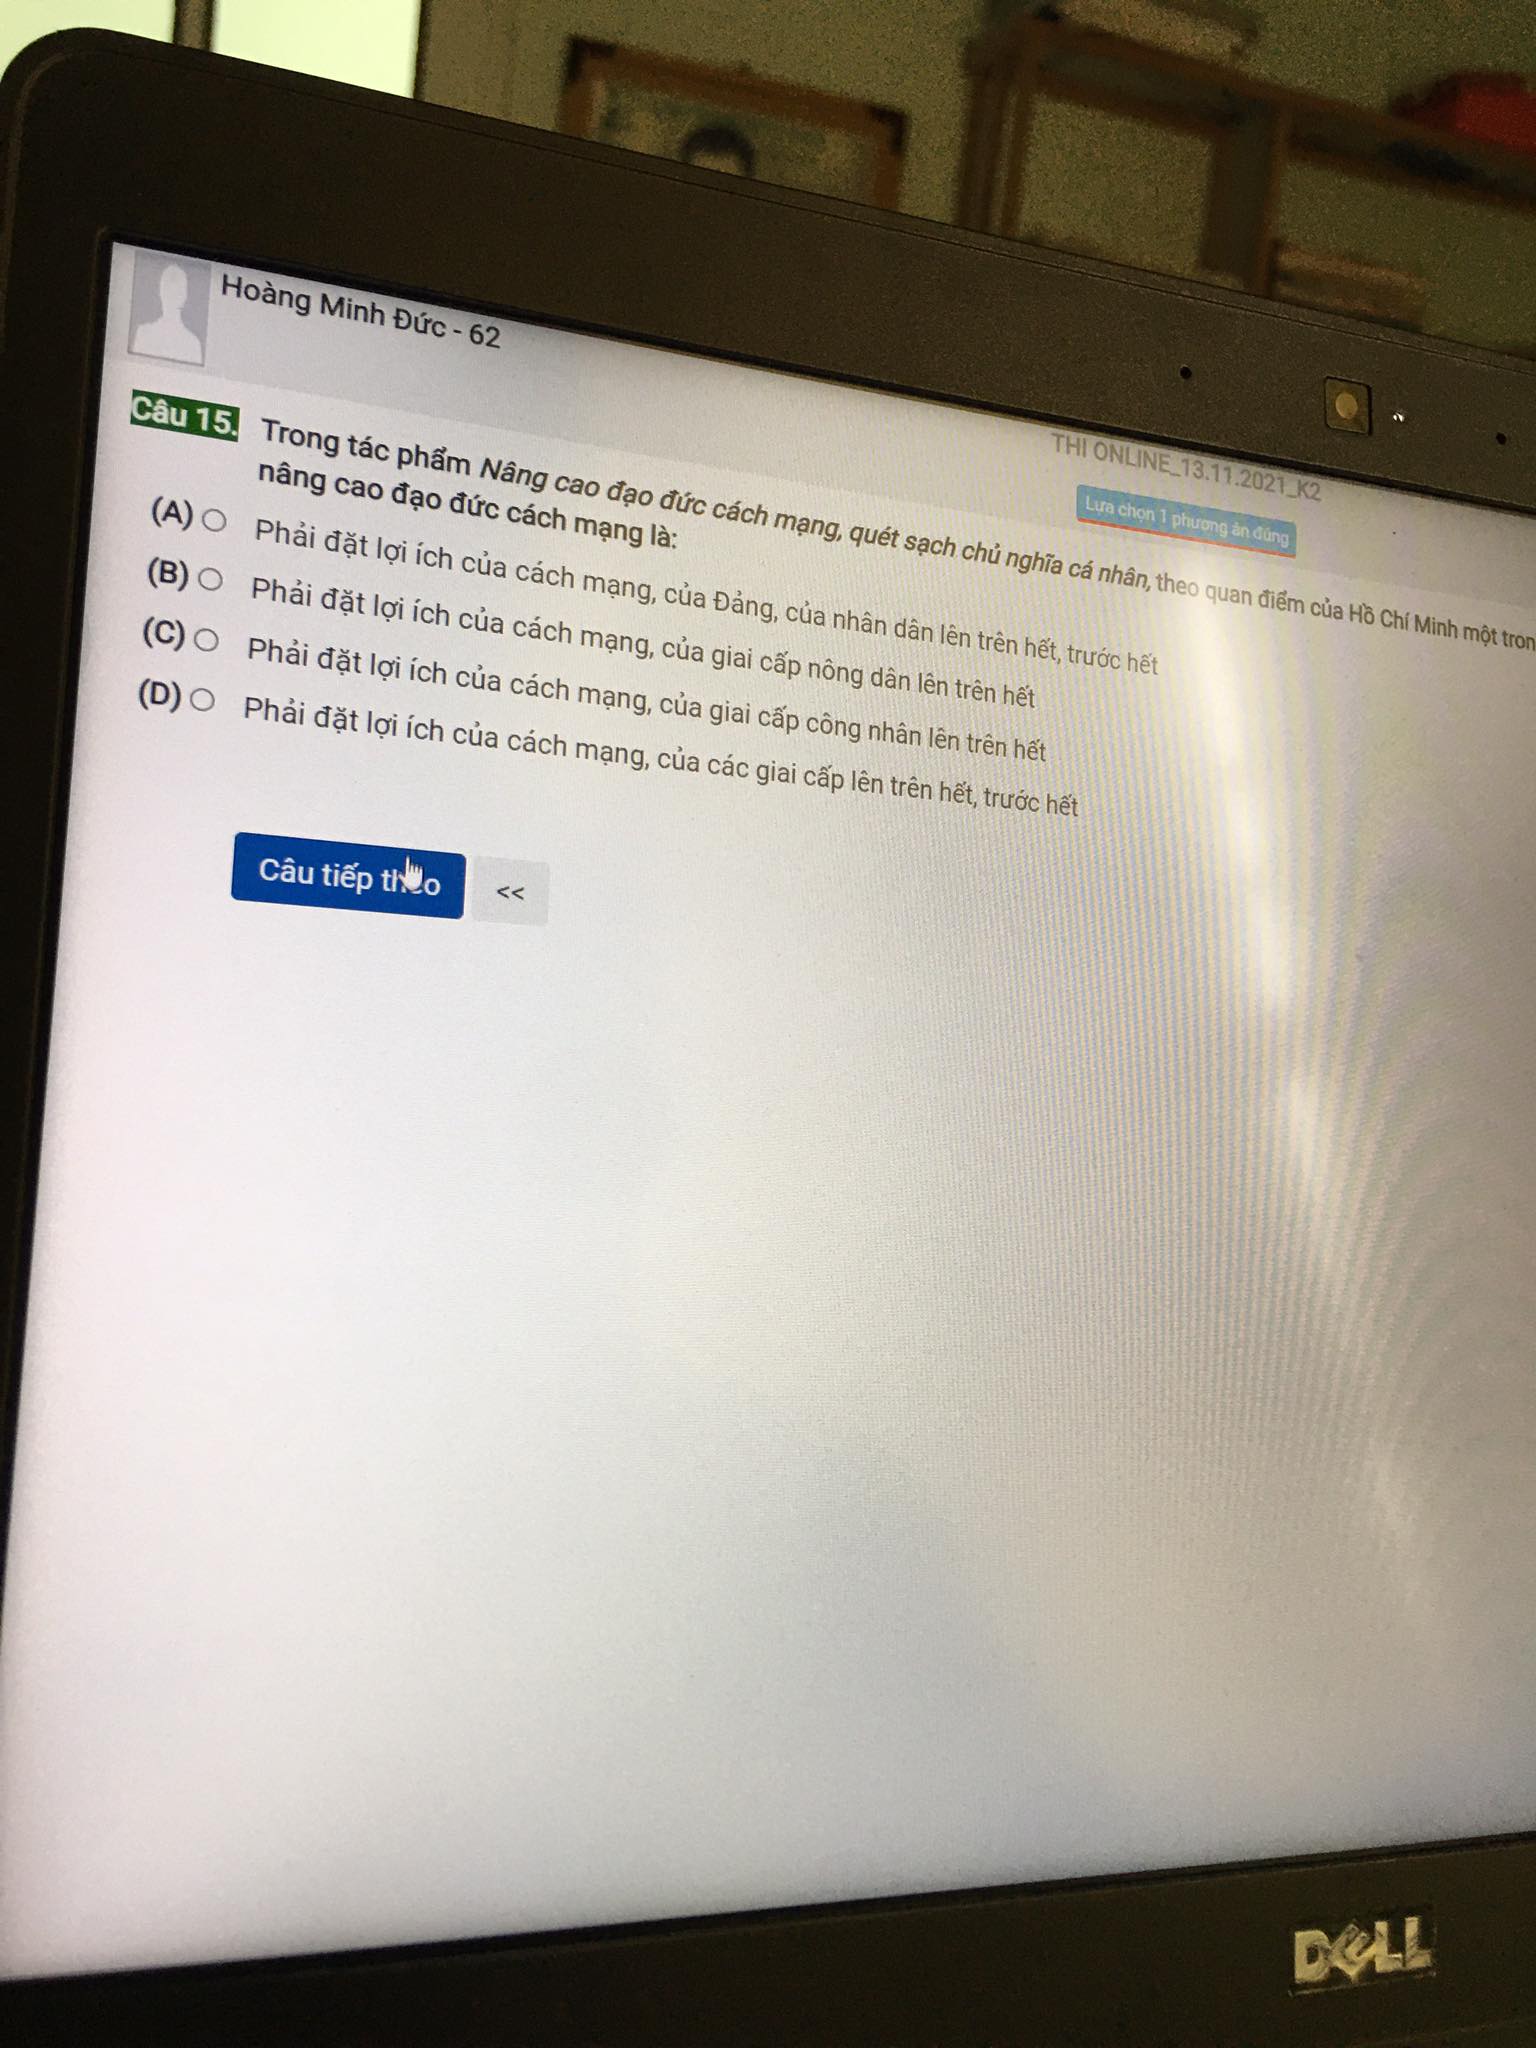 Hoàng Minh Đức - 62
THI ONLINE_13.11.2021_K2
Lựa chọn 1 phương án đúng
Câu 15. Trong tác phẩm Nâng cao đạo đức cách mạng, quét sạch chủ nghĩa cá nhân, theo quan điểm của Hồ Chí Minh một tron
nâng cao đạo đức cách mạng là:
(A) Phải đặt lợi ích của cách mạng, của Đảng, của nhân dân lên trên hết, trước hết
(B) Phải đặt lợi ích của cách mạng, của giai cấp nông dân lên trên hết
(C) Phải đặt lợi ích của cách mạng, của giai cấp công nhân lên trên hết
(D) Phải đặt lợi ích của cách mạng, của các giai cấp lên trên hết, trước hết
Câu tiếp theo <<
DELL